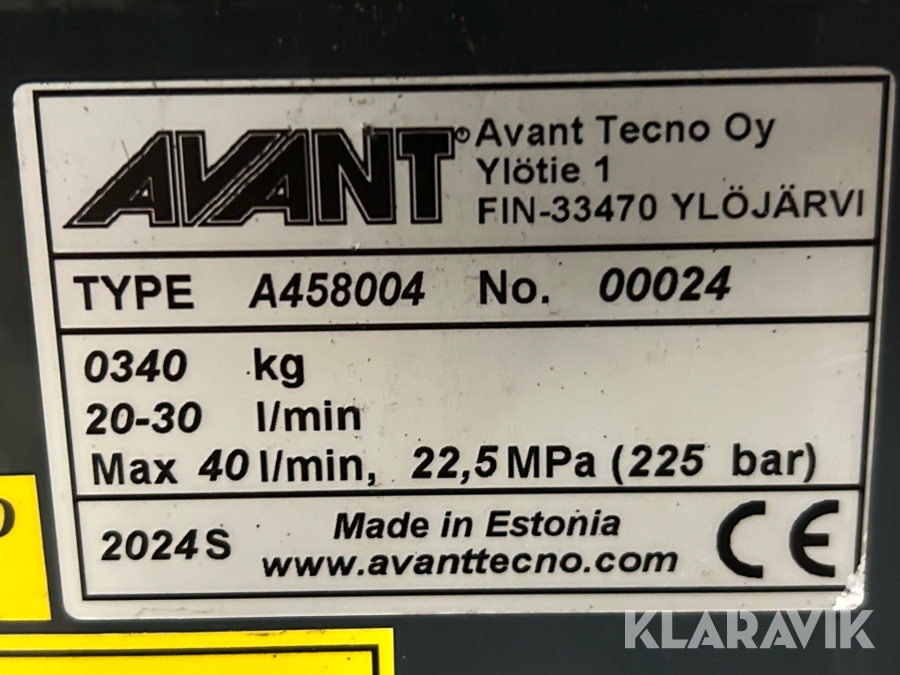 AVANT® Avant Tecno Oy
Ylötie 1
FIN-33470 YLÖJÄRVI
TYPE A458004 No. 00024
0340 kg
20-30 l/min
Max 40 l/min, 22,5 MPa (225 bar)
2024S Made in Estonia
www.avanttecno.com
CE
KLARAVIK